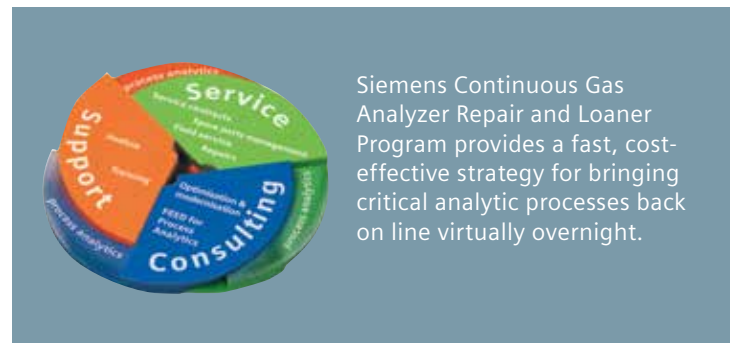 process analytics
Service
Service contracts
Spare parts management
Field service
Repairs
Support
Hotline
Training
Optimisation &
modernisation
FEED for
Process
Analytics
Consulting
process analytics
process analytics
Siemens Continuous Gas
Analyzer Repair and Loaner
Program provides a fast, cost-
effective strategy for bringing
critical analytic processes back
on line virtually overnight.